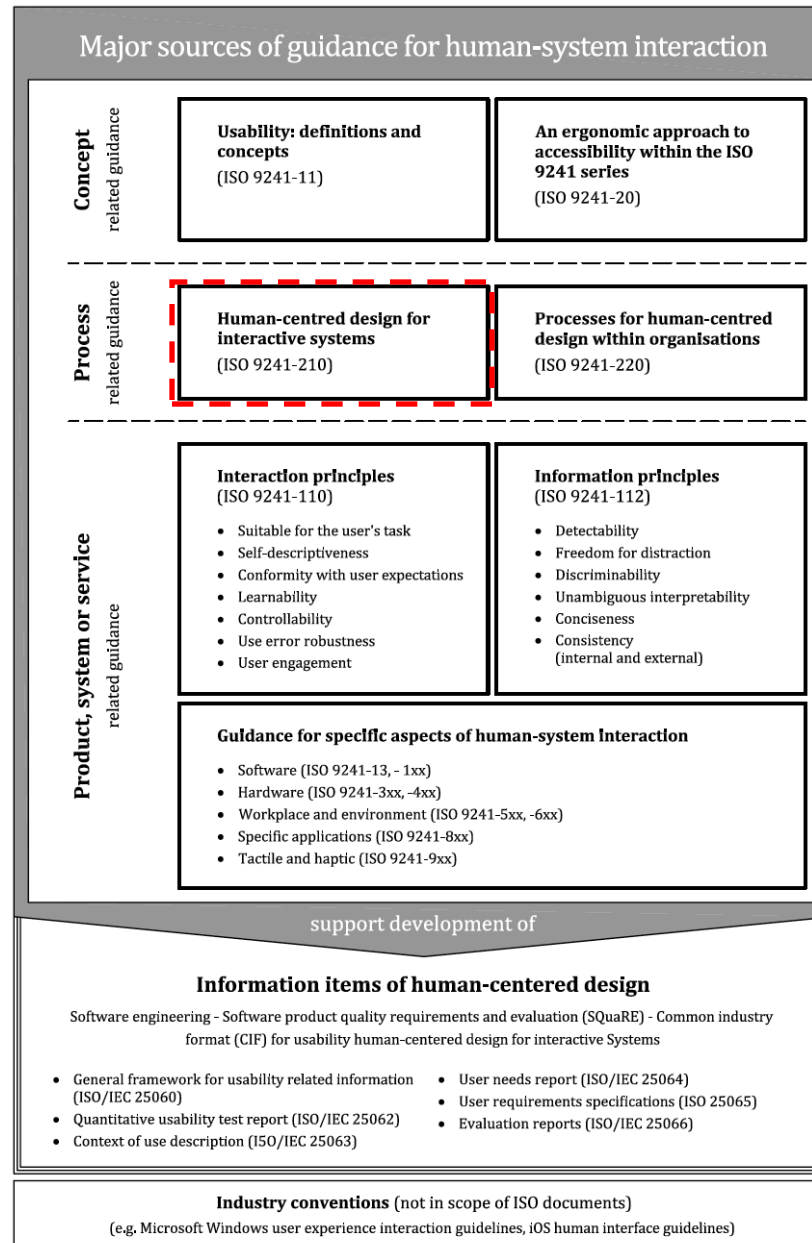 Major sources of guidance for human-system interaction
Concept
related guidance
Usability: definitions and
concepts
(ISO 9241-11)
An ergonomic approach to
accessibility within the ISO
9241 series
(ISO 9241-20)
Process
related guidance
Human-centred design for
interactive systems
(ISO 9241-210)
Processes for human-centred
design within organisations
(ISO 9241-220)
Product, system or service
related guidance
Interaction principles
(ISO 9241-110)
• Suitable for the user's task
• Self-descriptiveness
• Conformity with user expectations
• Learnability
• Controllability
• Use error robustness
• User engagement
Information principles
(ISO 9241-112)
• Detectability
• Freedom for distraction
• Discriminability
• Unambiguous interpretability
• Conciseness
• Consistency
(internal and external)
Guidance for specific aspects of human-system interaction
• Software (ISO 9241-13, - 1xx)
• Hardware (ISO 9241-3xx, -4xx)
• Workplace and environment (ISO 9241-5xx, -6xx)
• Specific applications (ISO 9241-8xx)
• Tactile and haptic (ISO 9241-9xx)
support development of
Information items of human-centered design
Software engineering - Software product quality requirements and evaluation (SQuaRE) - Common industry
format (CIF) for usability human-centered design for interactive Systems
• General framework for usability related information
(ISO/IEC 25060)
• Quantitative usability test report (ISO/IEC 25062)
• Context of use description (I5O/IEC 25063)
• User needs report (ISO/IEC 25064)
• User requirements specifications (ISO 25065)
• Evaluation reports (ISO/IEC 25066)
Industry conventions (not in scope of ISO documents)
(e.g. Microsoft Windows user experience interaction guidelines, iOS human interface guidelines)